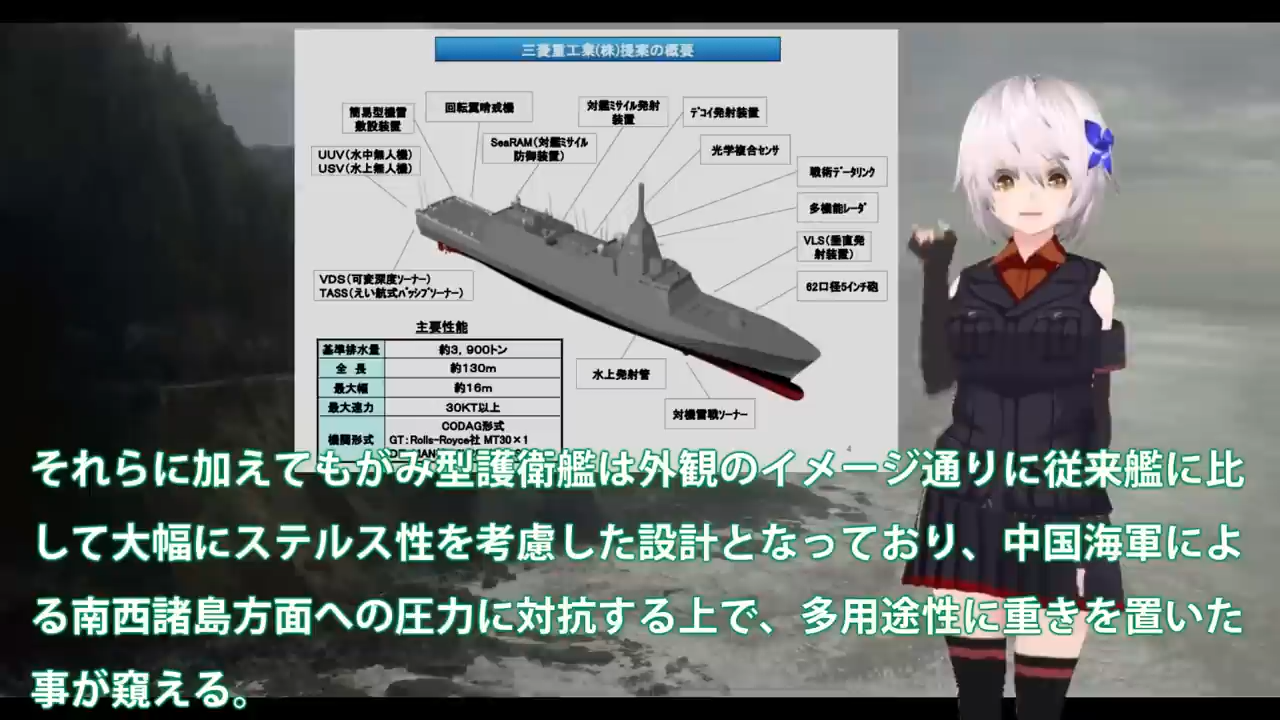 三菱重工業(株)提案の概要
簡易型機雷
敷設装置
回転翼哨戒機
対艦ミサイル発射
装置
デコイ発射装置
SeaRAM(対艦ミサイル
防御装置)
光学複合センサ
UUV(水中無人機)
USV(水上無人機)
戦術データリンク
多機能レーダ
VLS(垂直発
射装置)
62口径5インチ砲
VDS(可変深度ソーナー)
TASS(えい航式パッシブソーナー)
水上発射管
対機雷戦ソーナー
主要性能
基準排水量 約3,900トン
全 長 約130m
最大幅 約16m
最大速力 30KT以上
機関形式 CODAG形式
GT:Rolls-Royce社 MT30×1
4
それらに加えてもがみ型護衛艦は外観のイメージ通りに従来艦に比
して大幅にステルス性を考慮した設計となっており、中国海軍によ
る南西諸島方面への圧力に対抗する上で、多用途性に重きを置いた
事が窺える。